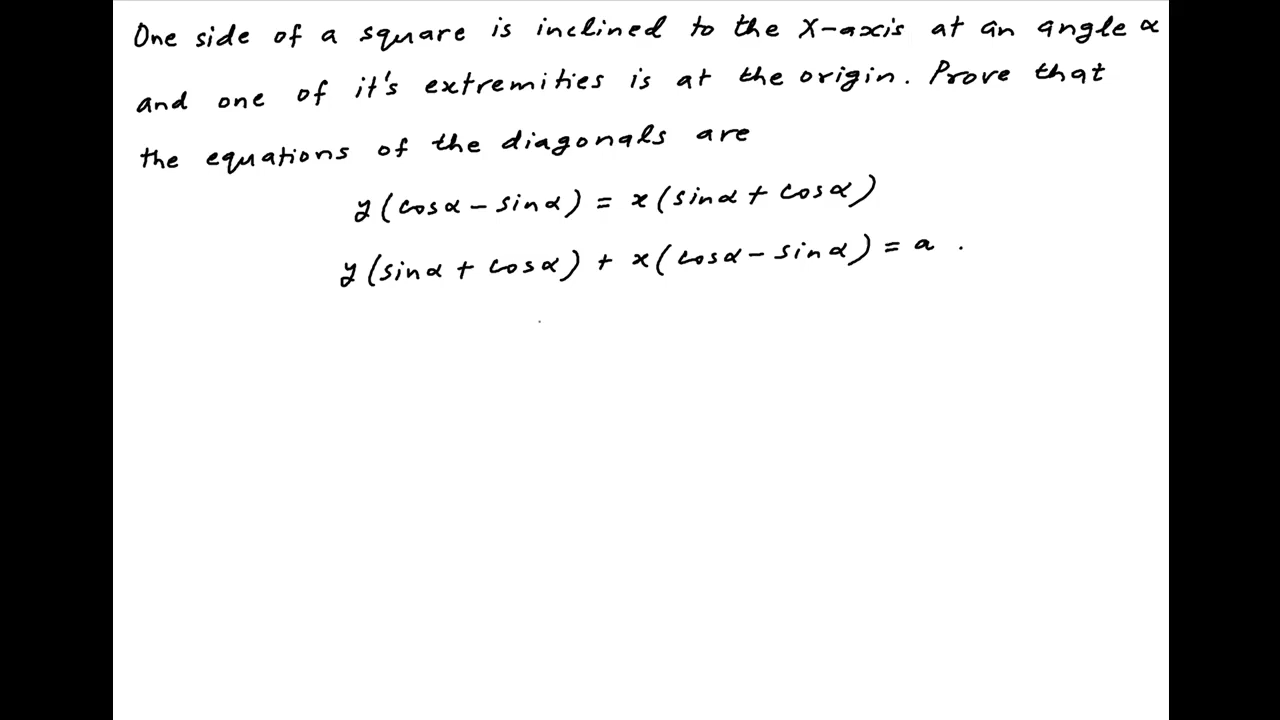 One side of a square is inclined to the X-axis at an angle α
and one of it's extremities is at the origin. Prove that
the equations of the diagonals are
y(cosα - sinα) = x(sinα + cosα)
y(sinα + cosα) + x(cosα - sinα) = a .